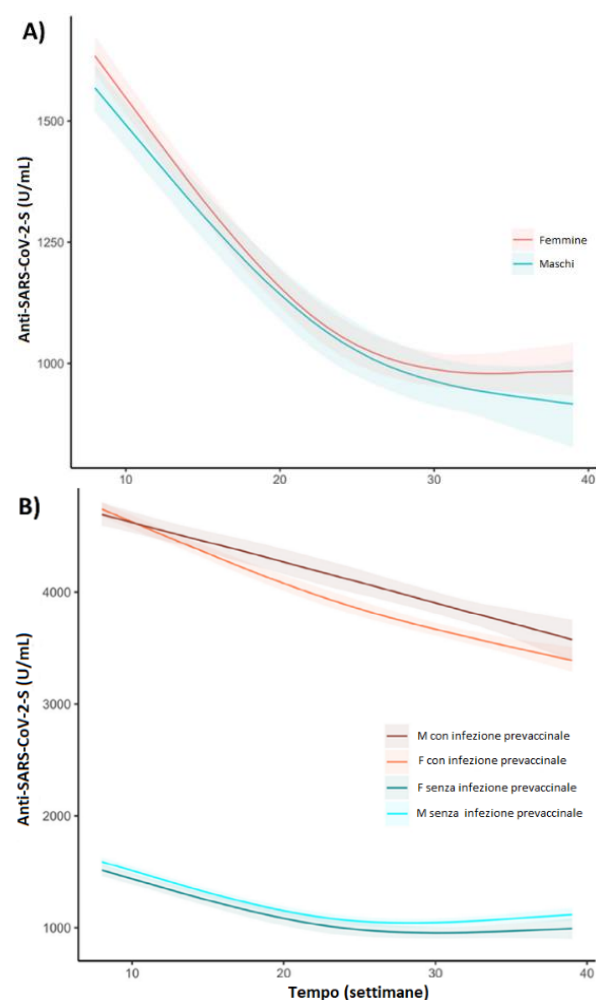 A)
Anti-SARS-CoV-2-S (U/mL)
1500
1250
1000
Femmine
Maschi
10
20
30
40
B)
Anti-SARS-CoV-2-S (U/mL)
4000
3000
2000
1000
M con infezione prevaccinale
F con infezione prevaccinale
F senza infezione prevaccinale
M senza infezione prevaccinale
10
20
30
40
Tempo (settimane)